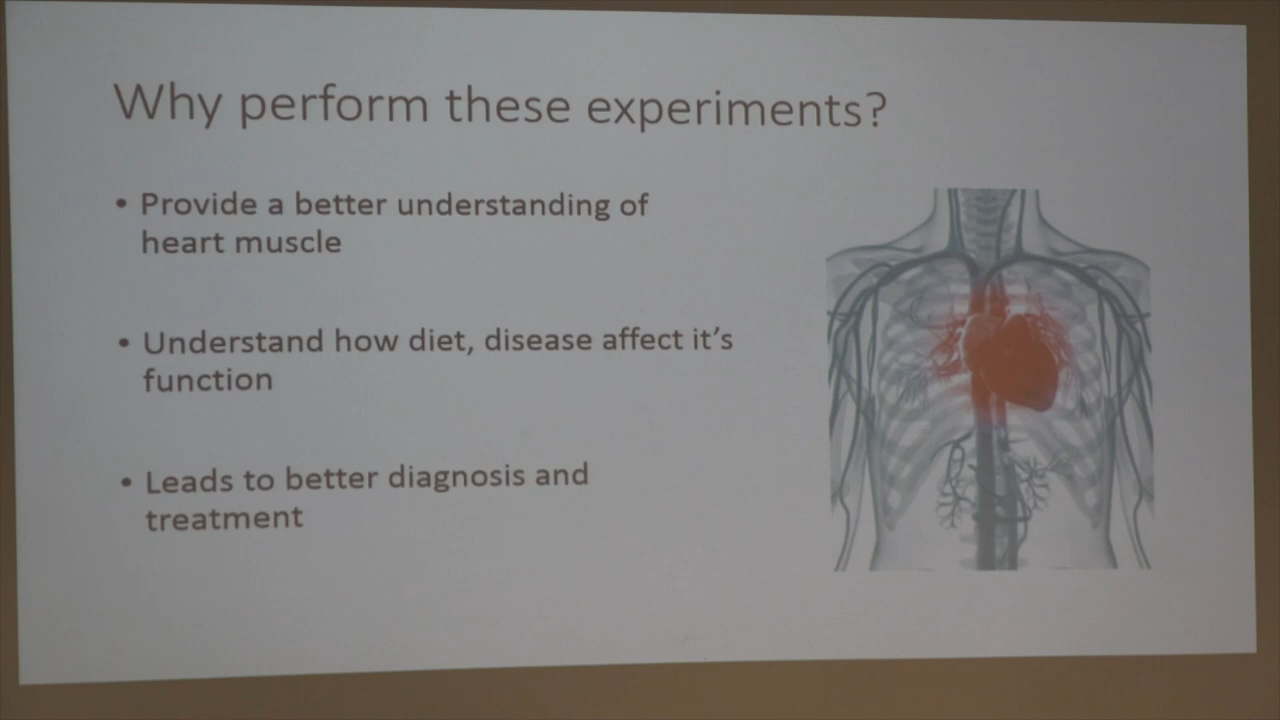 Why perform these experiments?
• Provide a better understanding of
heart muscle
• Understand how diet, disease affect it's
function
• Leads to better diagnosis and
treatment